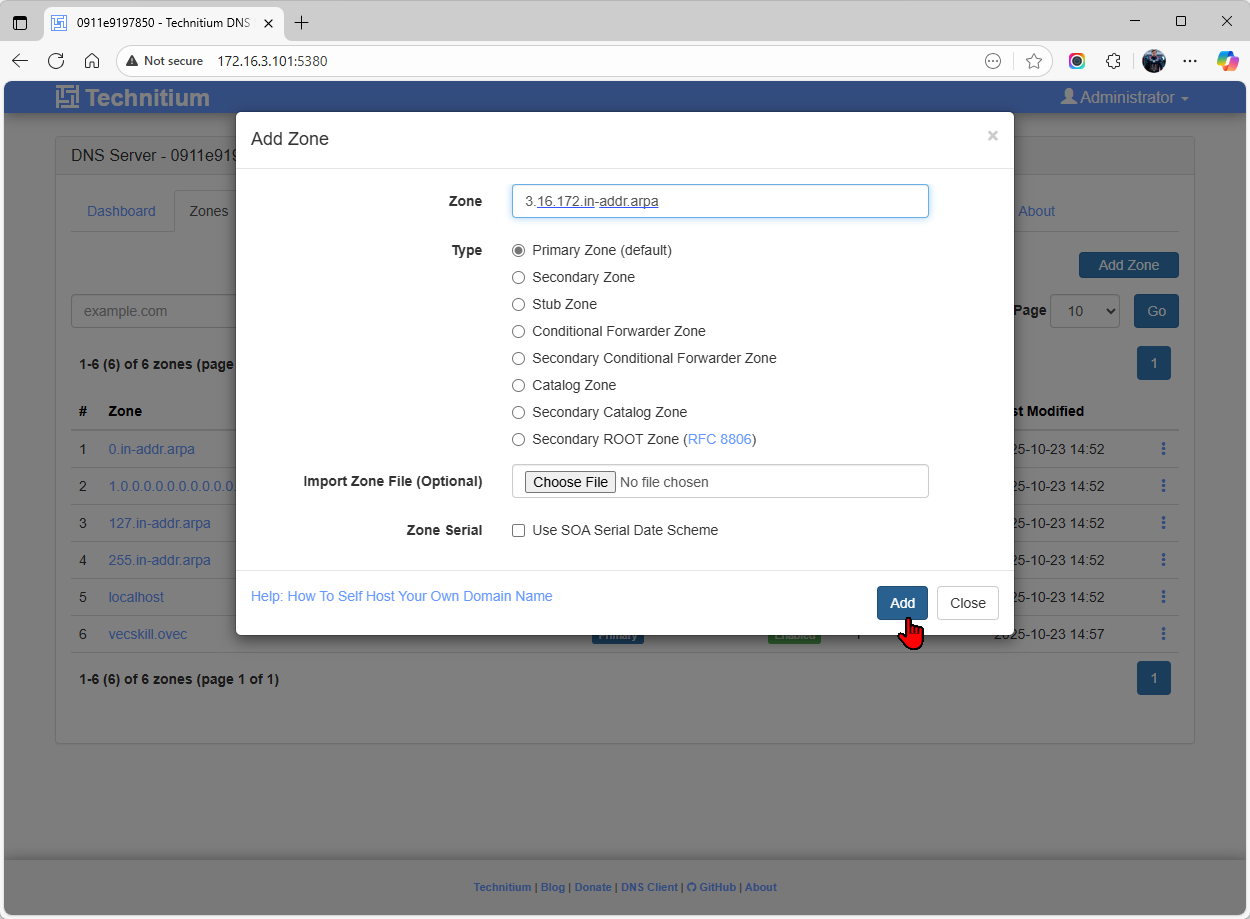 0911e9197850 - Technitium DNS
Not secure 172.16.3.101:5380
Technitium
Administrator
Add Zone
×
DNS Server - 0911e919
Zone 3.16.172.in-addr.arpa
Dashboard Zones About
Type Primary Zone (default)
Add Zone
Secondary Zone
Stub Zone
example.com Page 10 Go
Conditional Forwarder Zone
1-6 (6) of 6 zones (page 1
Secondary Conditional Forwarder Zone
Catalog Zone
# Zone st Modified
Secondary Catalog Zone
Secondary ROOT Zone (RFC 8806)
1 0.in-addr.arpa 25-10-23 14:52
Import Zone File (Optional) Choose File No file chosen
2 1.0.0.0.0.0.0.0.0.0. 25-10-23 14:52
3 127.in-addr.arpa 25-10-23 14:52
Zone Serial Use SOA Serial Date Scheme
4 255.in-addr.arpa 25-10-23 14:52
5 localhost 25-10-23 14:52
Help: How To Self Host Your Own Domain Name Add Close
6 vecskill.ovec Primary Enabled 2025-10-23 14:57
1-6 (6) of 6 zones (page 1 of 1) 1
Technitium | Blog | Donate | DNS Client | GitHub | About